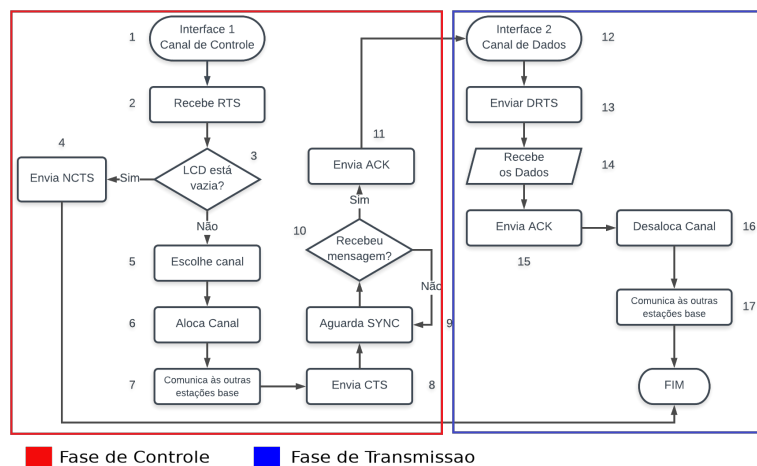 1
Interface 1
Canal de Controle
2
Recebe RTS
3
LCD está
vazia?
Sim
4
Envia NCTS
Não
5
Escolhe canal
6
Aloca Canal
7
Comunica às outras
estações base
8
Envia CTS
9
Aguarda SYNC
10
Recebeu
mensagem?
Não
Sim
11
Envia ACK
12
Interface 2
Canal de Dados
13
Enviar DRTS
14
Recebe
os Dados
15
Envia ACK
16
Desaloca Canal
17
Comunica às outras
estações base
FIM
Fase de Controle
Fase de Transmissao